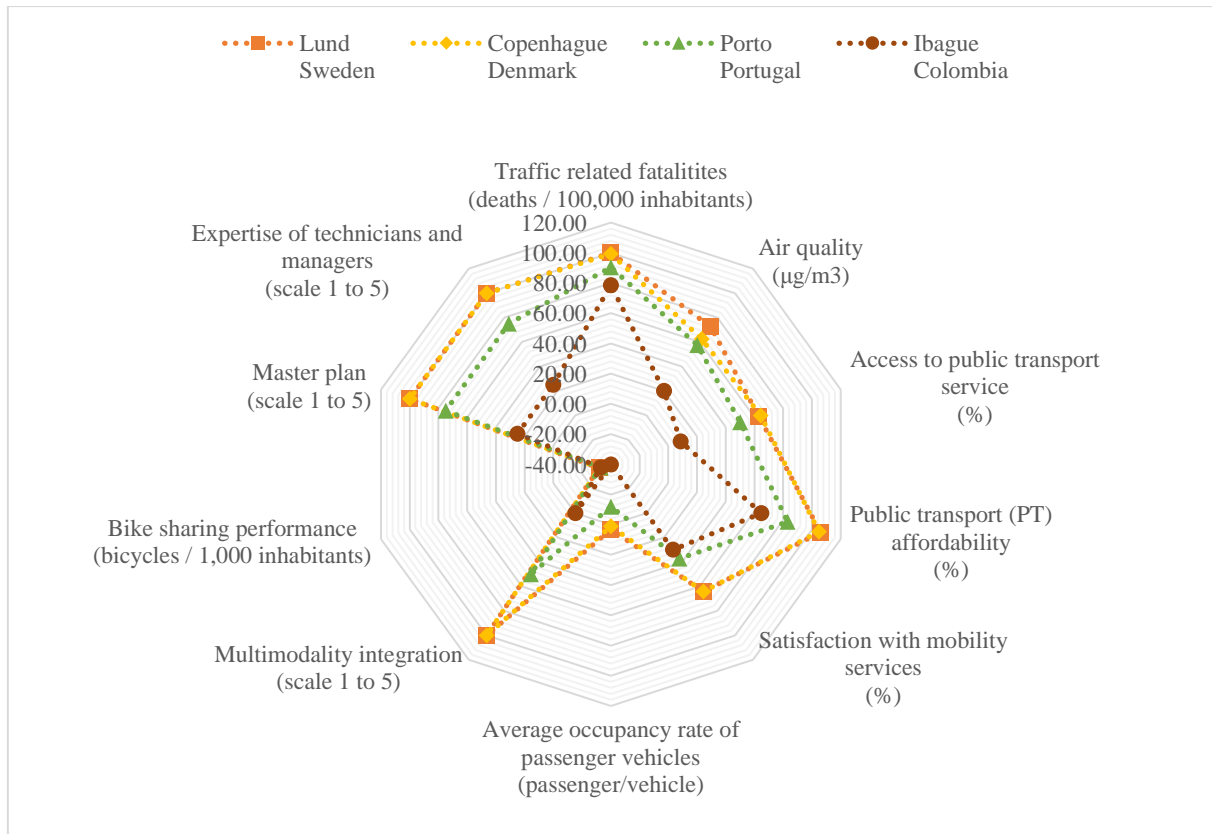 Lund
Sweden
Copenhague
Denmark
Porto
Portugal
Ibague
Colombia
Traffic related fatalitites
(deaths / 100,000 inhabitants)
120.00
100.00
80.00
60.00
40.00
20.00
0.00
-20.00
-40.00
Air quality
(µg/m3)
Access to public transport
service
(%)
Public transport (PT)
affordability
(%)
Satisfaction with mobility
services
(%)
Average occupancy rate of
passenger vehicles
(passenger/vehicle)
Multimodality integration
(scale 1 to 5)
Bike sharing performance
(bicycles / 1,000 inhabitants)
Master plan
(scale 1 to 5)
Expertise of technicians and
managers
(scale 1 to 5)